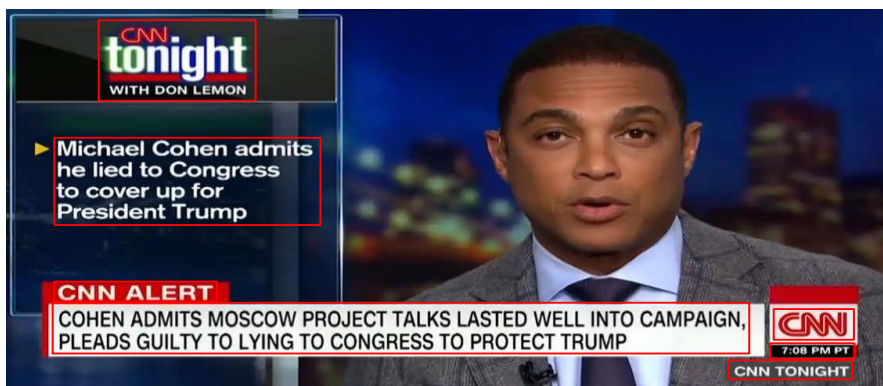 CNN
tonight
WITH DON LEMON
Michael Cohen admits
he lied to Congress
to cover up for
President Trump
CNN ALERT
COHEN ADMITS MOSCOW PROJECT TALKS LASTED WELL INTO CAMPAIGN,
PLEADS GUILTY TO LYING TO CONGRESS TO PROTECT TRUMP
CNN
7:08 PM PT
CNN TONIGHT